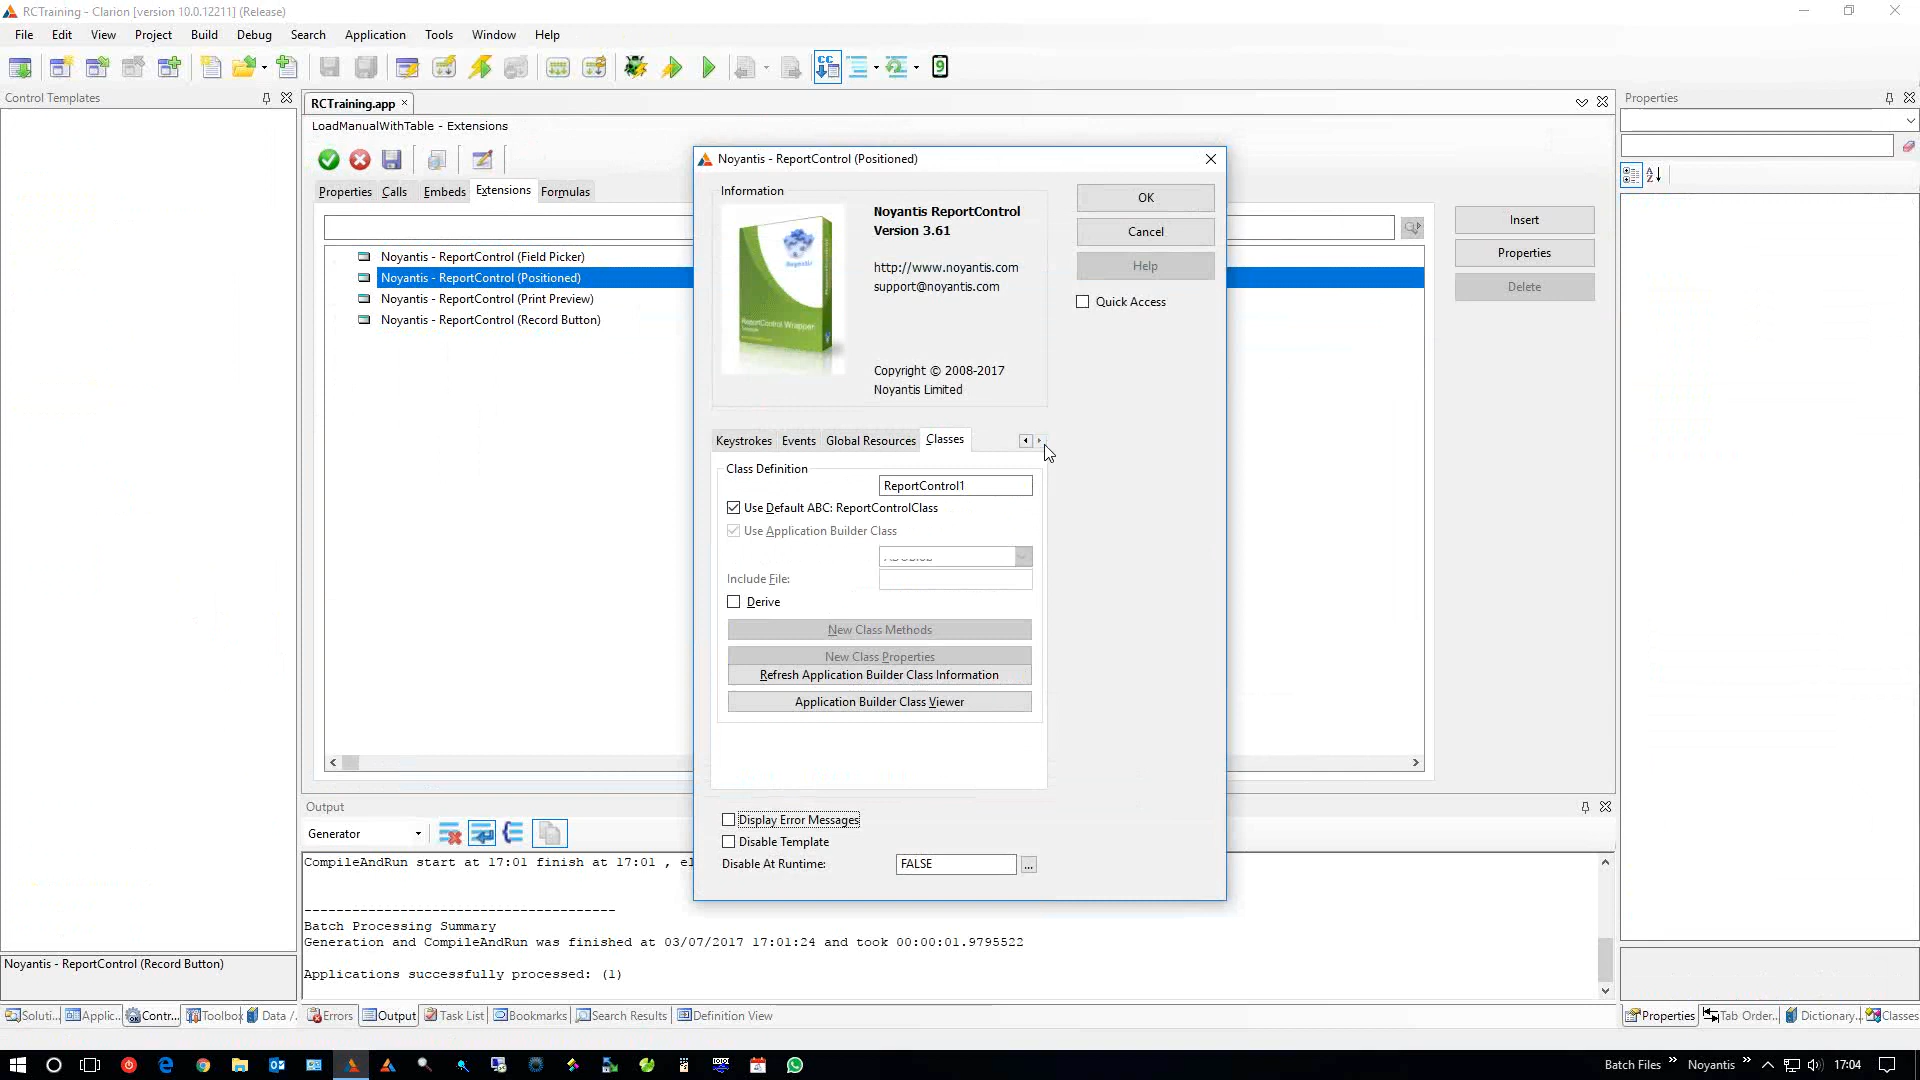 RCTraining - Clarion [version 10.0.12211] (Release)
File Edit View Project Build Debug Search Application Tools Window Help
Control Templates
RCTraining.app
Properties
LoadManualWithTable - Extensions
Properties Calls Embeds Extensions Formulas
Noyantis - ReportControl (Field Picker)
Noyantis - ReportControl (Positioned)
Noyantis - ReportControl (Print Preview)
Noyantis - ReportControl (Record Button)
Insert
Properties
Delete
Noyantis - ReportControl (Positioned)
Information
Noyantis
ReportControl Wrapper
Noyantis ReportControl
Version 3.61
http://www.noyantis.com
support@noyantis.com
Copyright © 2008-2017
Noyantis Limited
OK
Cancel
Help
Quick Access
Keystrokes Events Global Resources Classes
Class Definition
ReportControl1
Use Default ABC: ReportControlClass
Use Application Builder Class
Include File:
Derive
New Class Methods
New Class Properties
Refresh Application Builder Class Information
Application Builder Class Viewer
Display Error Messages
Disable Template
Disable At Runtime: FALSE ...
Output
Generator
CompileAndRun start at 17:01 finish at 17:01 , el
--------------------------------------
Batch Processing Summary
Generation and CompileAndRun was finished at 03/07/2017 17:01:24 and took 00:00:01.9795522
Applications successfully processed: (1)
Noyantis - ReportControl (Record Button)
Soluti... Applic... Contr... Toolbox Data /. Errors Output Task List Bookmarks Search Results Definition View Properties Tab Order... Dictionary... Classes
Batch Files Noyantis 17:04